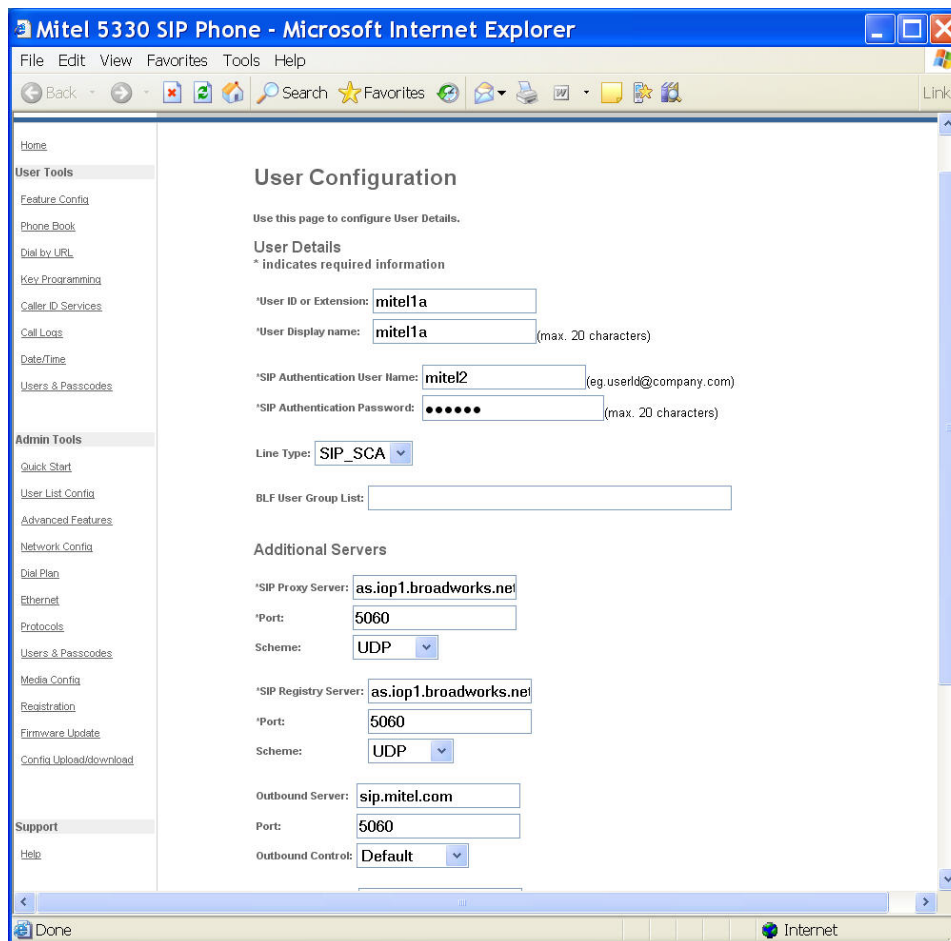 Mitel 5330 SIP Phone - Microsoft Internet Explorer
File Edit View Favorites Tools Help
Back Search Favorites Link
Home
User Tools
Feature Config
Phone Book
Dial by URL
Key Programming
Caller ID Services
Call Logs
Date/Time
Users & Passcodes
Admin Tools
Quick Start
User List Config
Advanced Features
Network Config
Dial Plan
Ethernet
Protocols
Users & Passcodes
Media Config
Registration
Firmware Update
Config Upload/download
Support
Help
User Configuration
Use this page to configure User Details.
User Details
* indicates required information
*User ID or Extension: mitel1a
*User Display name: mitel1a (max. 20 characters)
*SIP Authentication User Name: mitel2 (eg.userId@company.com)
*SIP Authentication Password: ●●●●●● (max. 20 characters)
Line Type: SIP_SCA
BLF User Group List:
Additional Servers
*SIP Proxy Server: as.iop1.broadworks.net
*Port: 5060
Scheme: UDP
*SIP Registry Server: as.iop1.broadworks.net
*Port: 5060
Scheme: UDP
Outbound Server: sip.mitel.com
Port: 5060
Outbound Control: Default
Done Internet